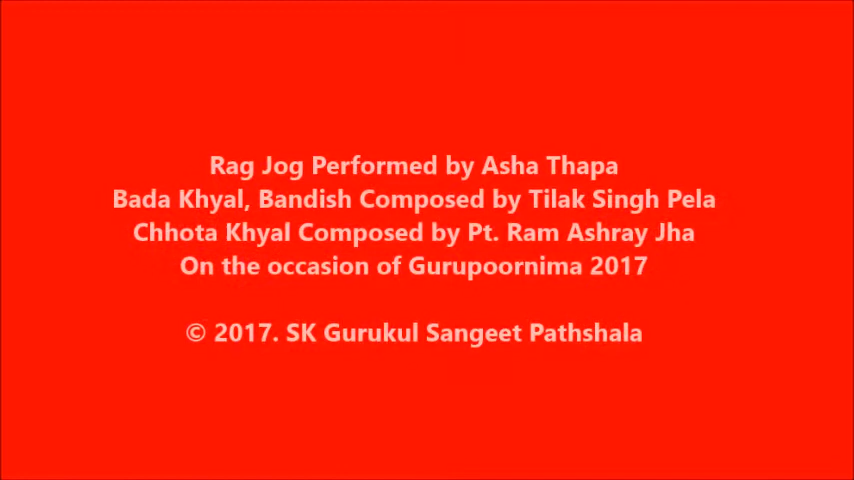 Rag Jog Performed by Asha Thapa
Bada Khyal, Bandish Composed by Tilak Singh Pela
Chhota Khyal Composed by Pt. Ram Ashray Jha
On the occasion of Gurupoornima 2017
© 2017. SK Gurukul Sangeet Pathshala